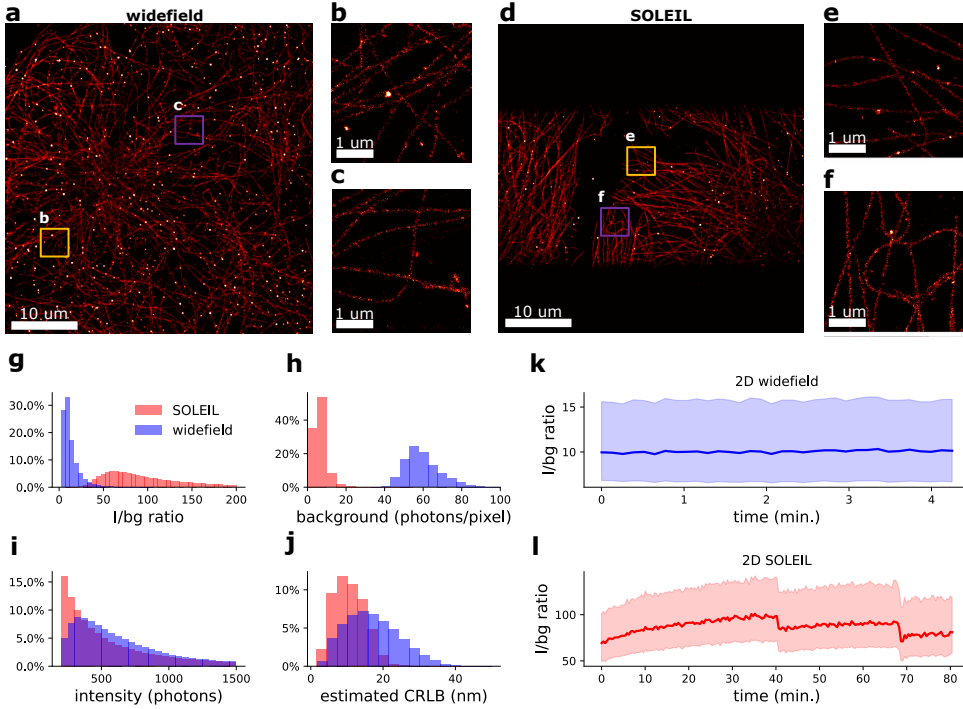 a widefield
c
b
10 um
b
1 um
c
1 um
d SOLEIL
e
f
10 um
e
1 um
f
1 um
g
30.0%
20.0%
10.0%
0.0%
0 50 100 150 200
I/bg ratio
SOLEIL
widefield
h
40%
20%
0%
0 20 40 60 80 100
background (photons/pixel)
i
15.0%
10.0%
5.0%
0.0%
500 1000 1500
intensity (photons)
j
10%
5%
0%
0 20 40
estimated CRLB (nm)
k
2D widefield
I/bg ratio
15
10
0 1 2 3 4
time (min.)
l
2D SOLEIL
I/bg ratio
100
50
0 10 20 30 40 50 60 70 80
time (min.)